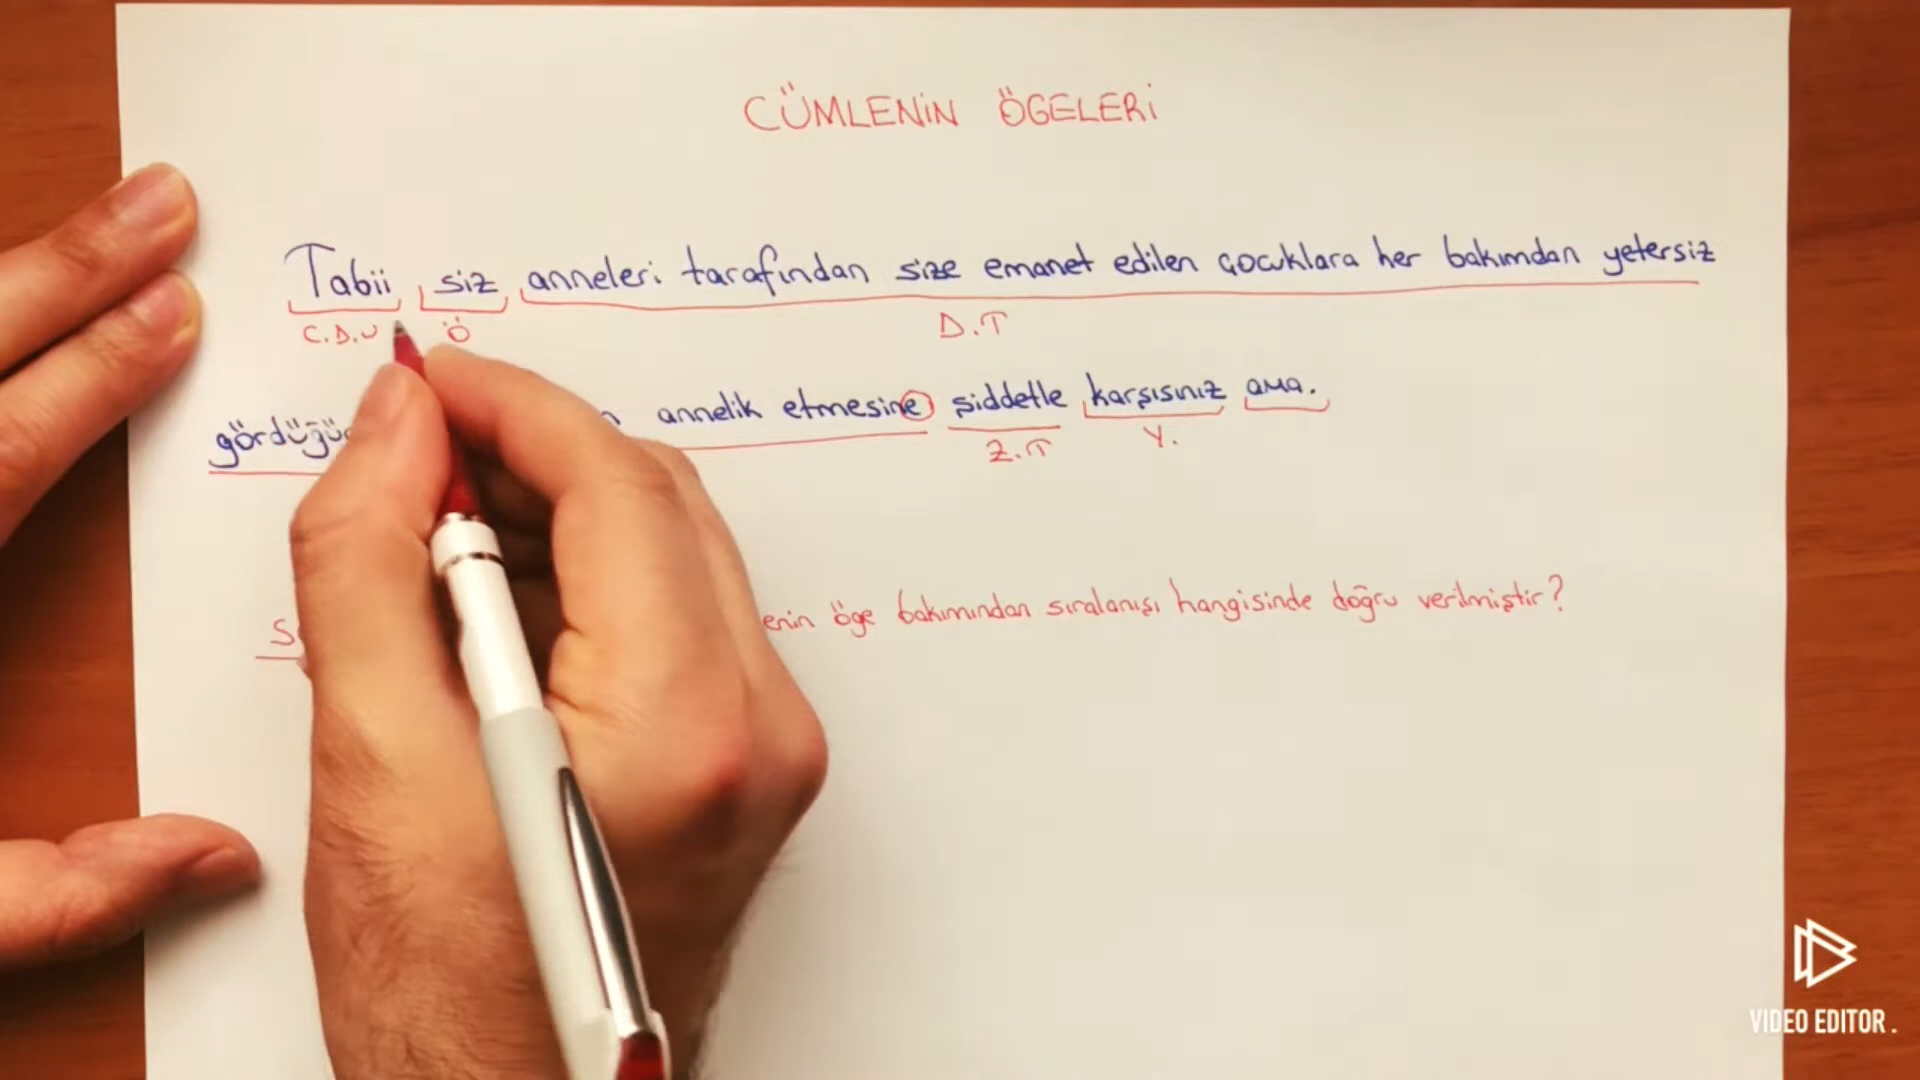 CÜMLENİN ÖGELERİ
Tabii siz anneleri tarafından size emanet edilen çocuklara her bakımdan yetersiz
C.D.U Ö D.T
annelik etmesine şiddetle karşısınız ama.
Z.T Y.
öge bakımından sıralanışı hangisinde doğru verilmiştir?
VIDEO EDITOR.